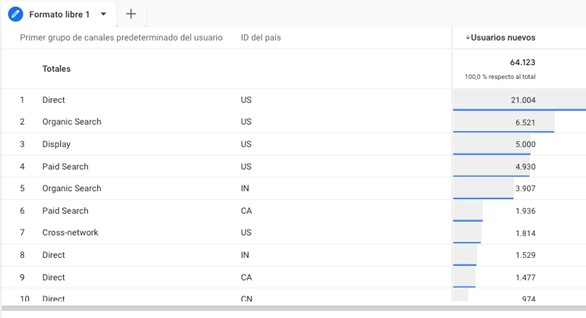 Formato libre 1
Primer grupo de canales predeterminado del usuario ID del país Usuarios nuevos
Totales 64.123
100,0 % respecto al total
1 Direct US 21.004
2 Organic Search US 6.521
3 Display US 5.000
4 Paid Search US 4.930
5 Organic Search IN 3.907
6 Paid Search CA 1.936
7 Cross-network US 1.814
8 Direct IN 1.529
9 Direct CA 1.477
10 Direct CN 974